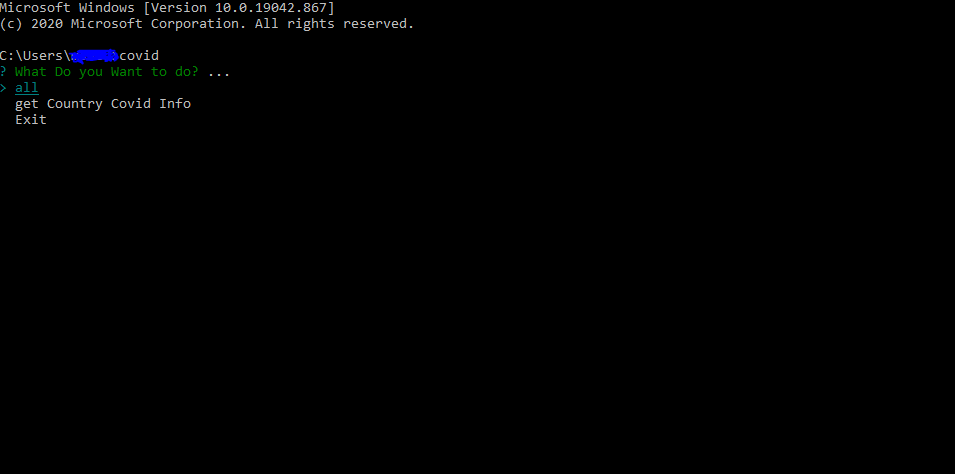 Microsoft Windows [Version 10.0.19042.867]
(c) 2020 Microsoft Corporation. All rights reserved.
C:\Users\ covid
? What Do you Want to do? ...
> all
get Country Covid Info
Exit